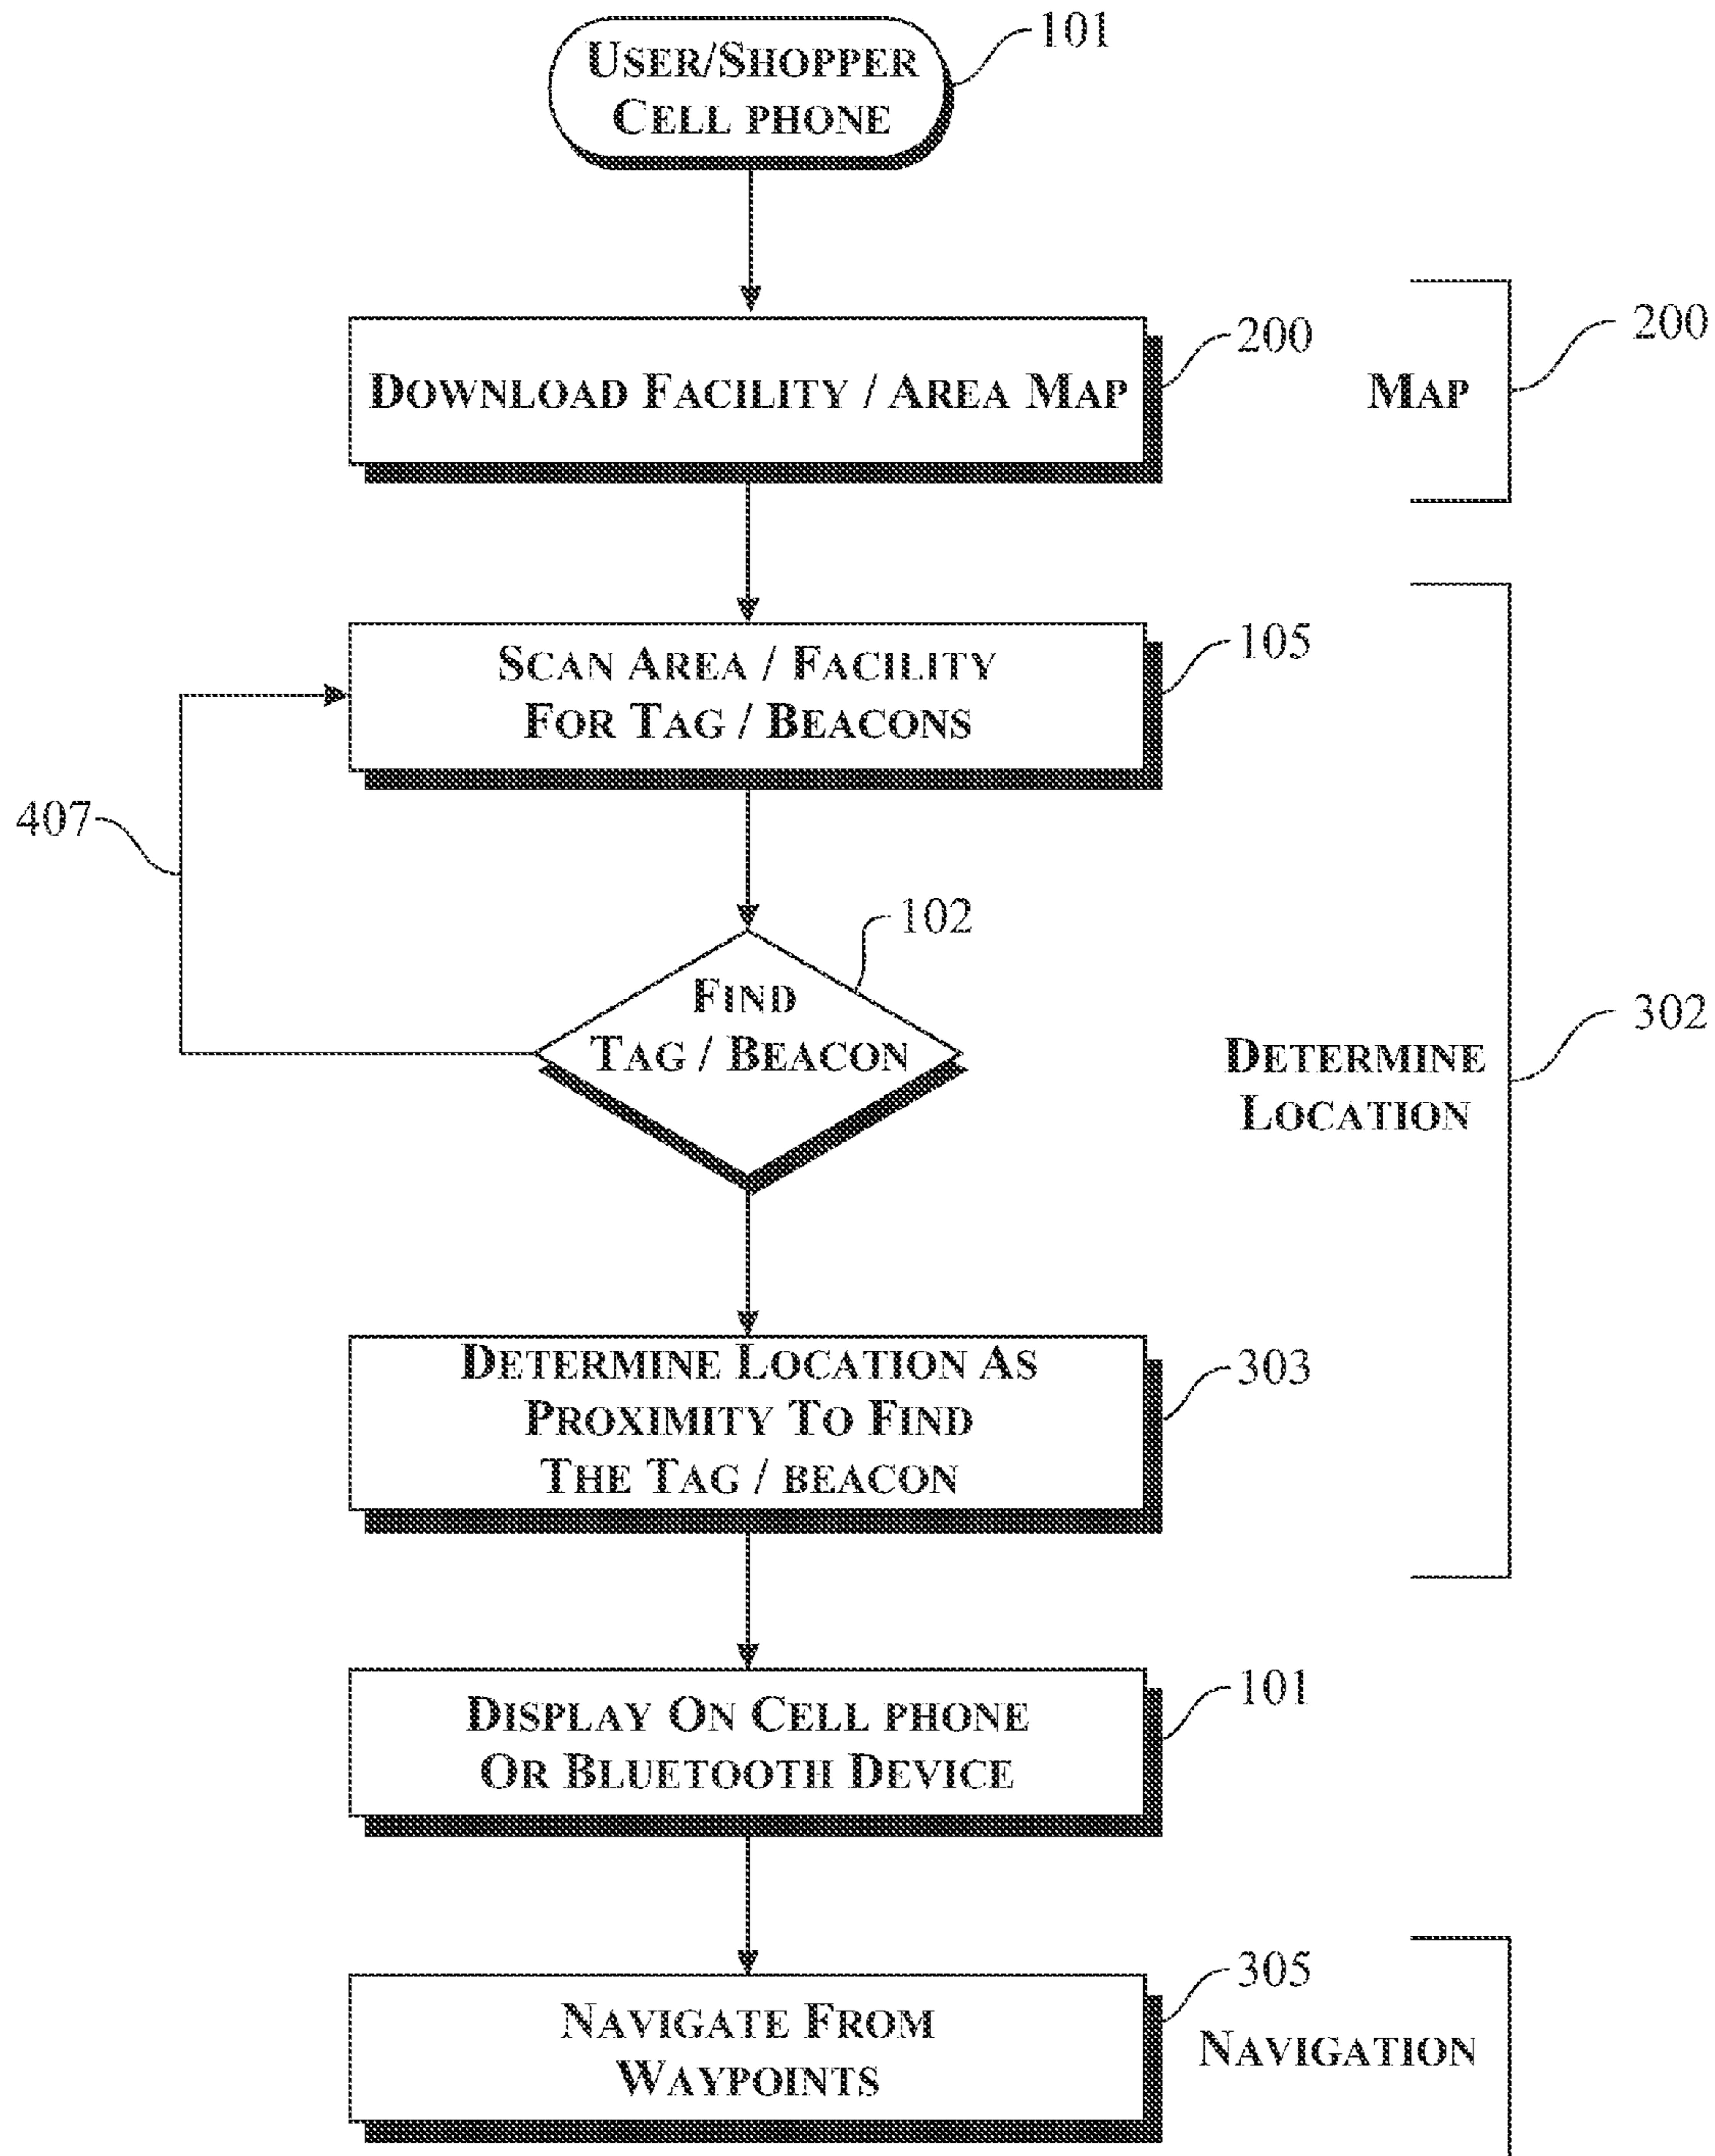 USER/SHOPPER
CELL PHONE
101
DOWNLOAD FACILITY / AREA MAP
200
MAP
200
SCAN AREA / FACILITY
FOR TAG / BEACONS
105
407
FIND
TAG / BEACON
102
DETERMINE
LOCATION
302
DETERMINE LOCATION AS
PROXIMITY TO FIND
THE TAG / BEACON
303
DISPLAY ON CELL PHONE
OR BLUETOOTH DEVICE
101
NAVIGATE FROM
WAYPOINTS
305
NAVIGATION